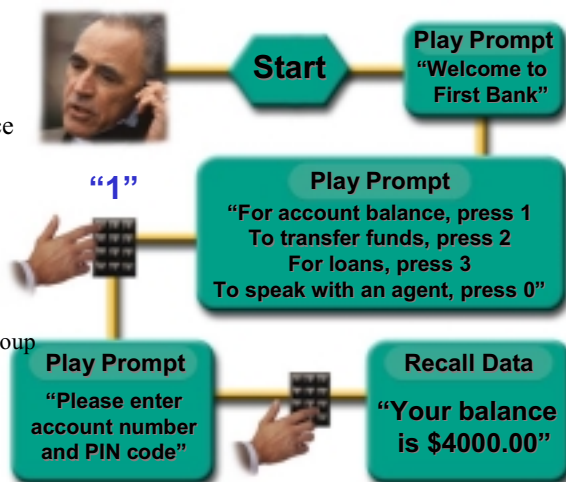 Start
Play Prompt
“Welcome to
First Bank”
ce
“1”
Play Prompt
“For account balance, press 1
To transfer funds, press 2
For loans, press 3
To speak with an agent, press 0”
oup
Play Prompt
“Please enter
account number
and PIN code”
Recall Data
“Your balance
is $4000.00”